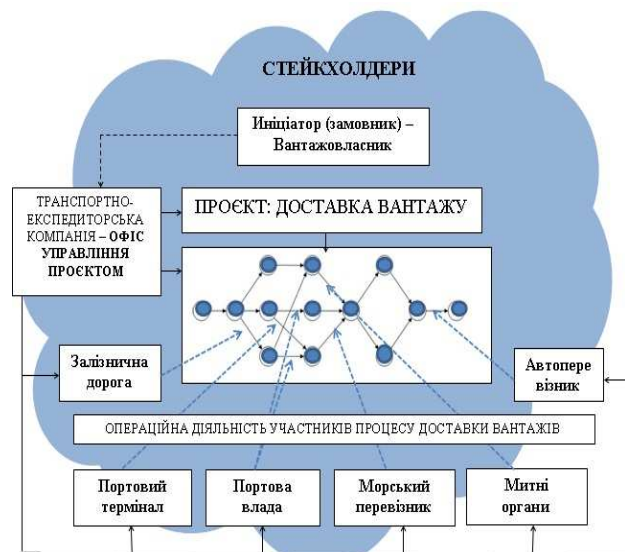 СТЕЙКХОЛДЕРИ
Ініціатор (замовник) –
Вантажовласник
ТРАНСПОРТНО-
ЕКСПЕДИТОРСЬКА
КОМПАНІЯ – ОФІС
УПРАВЛІННЯ
ПРОЄКТОМ
ПРОЄКТ: ДОСТАВКА ВАНТАЖУ
Залізнична
дорога
Автопере
візник
ОПЕРАЦІЙНА ДІЯЛЬНІСТЬ УЧАСНИКІВ ПРОЦЕСУ ДОСТАВКИ ВАНТАЖІВ
Портовий
термінал
Портова
влада
Морський
перевізник
Митні
органи